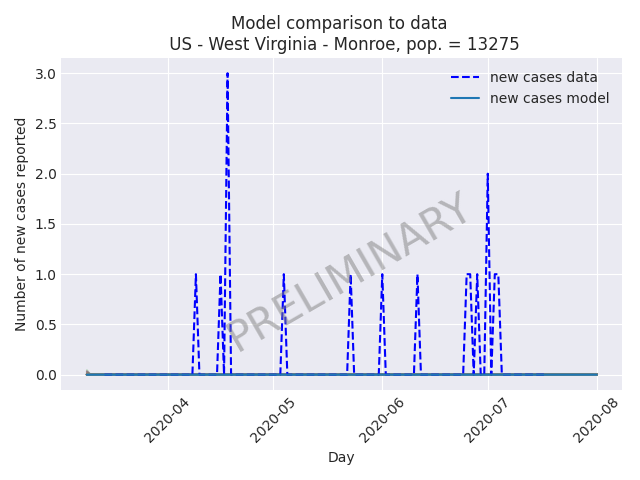 Model comparison to data
US - West Virginia - Monroe, pop. = 13275
new cases data
new cases model
PRELIMINARY
Number of new cases reported
3.0
2.5
2.0
1.5
1.0
0.5
0.0
2020-04
2020-05
2020-06
2020-07
2020-08
Day